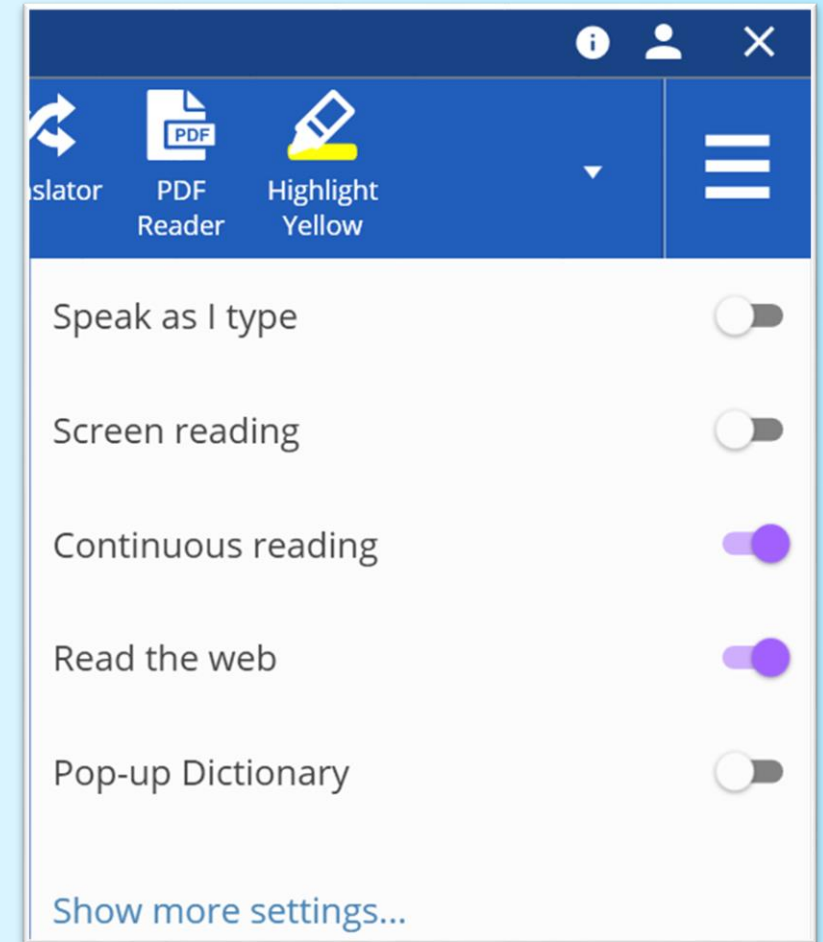 slator PDF Highlight
Reader Yellow
PDF
Speak as I type
Screen reading
Continuous reading
Read the web
Pop-up Dictionary
Show more settings...